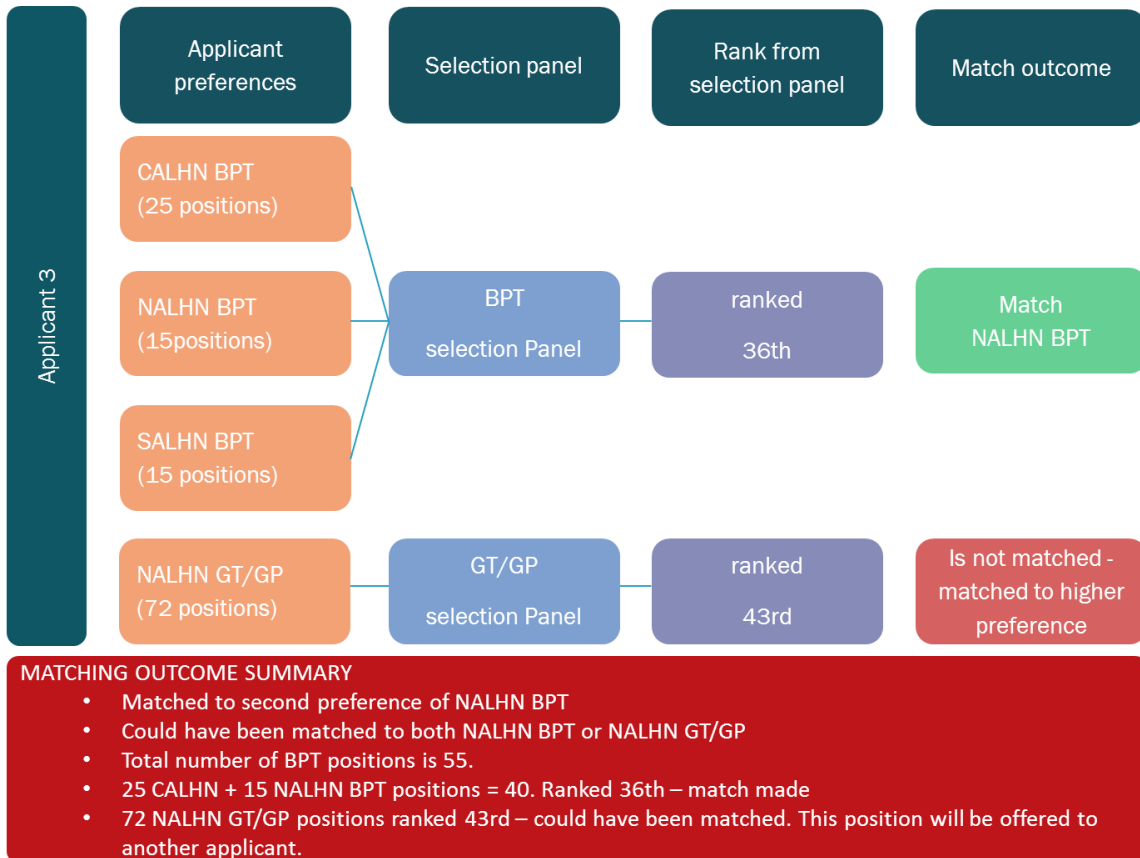 Applicant 3
Applicant
preferences
Selection panel
Rank from
selection panel
Match outcome
CALHN BPT
(25 positions)
NALHN BPT
(15positions)
SALHN BPT
(15 positions)
BPT
selection Panel
ranked
36th
Match
NALHN BPT
NALHN GT/GP
(72 positions)
GT/GP
selection Panel
ranked
43rd
Is not matched -
matched to higher
preference
MATCHING OUTCOME SUMMARY
• Matched to second preference of NALHN BPT
• Could have been matched to both NALHN BPT or NALHN GT/GP
• Total number of BPT positions is 55.
• 25 CALHN + 15 NALHN BPT positions = 40. Ranked 36th – match made
• 72 NALHN GT/GP positions ranked 43rd – could have been matched. This position will be offered to
another applicant.